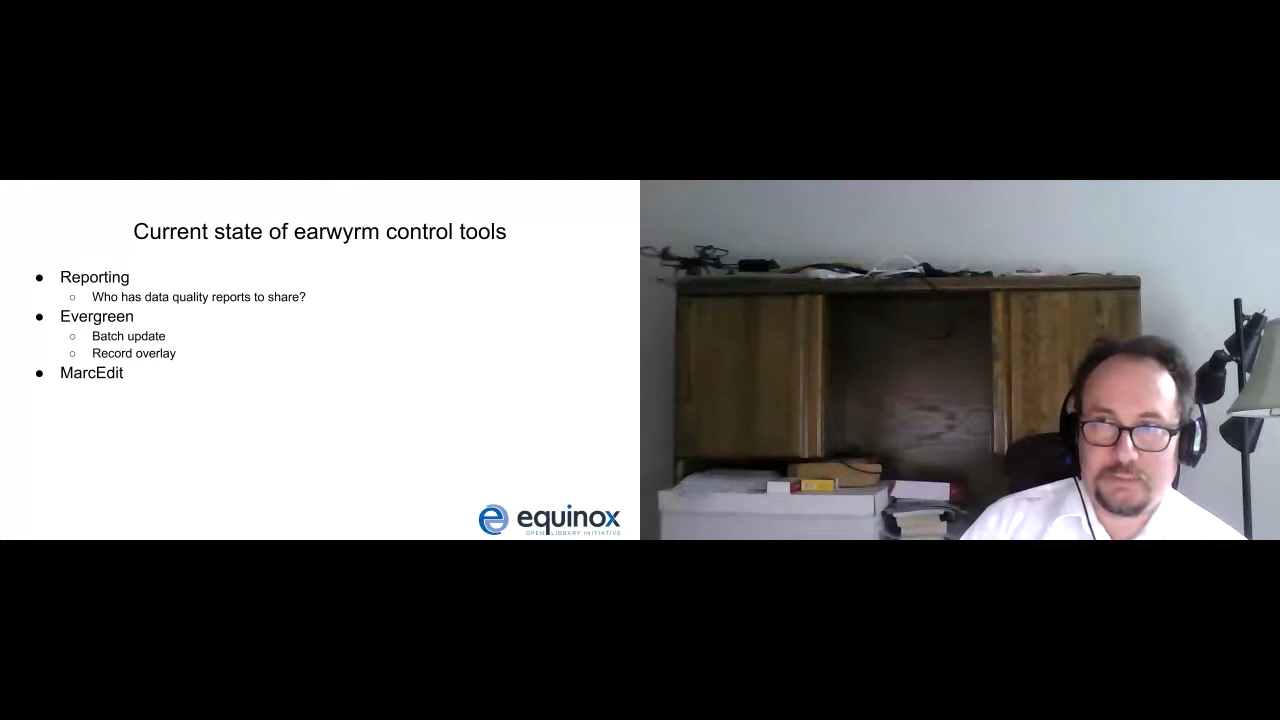 Current state of earwyrm control tools
● Reporting
○ Who has data quality reports to share?
● Evergreen
○ Batch update
○ Record overlay
● MarcEdit
equinox
OPEN LIBRARY INITIATIVE